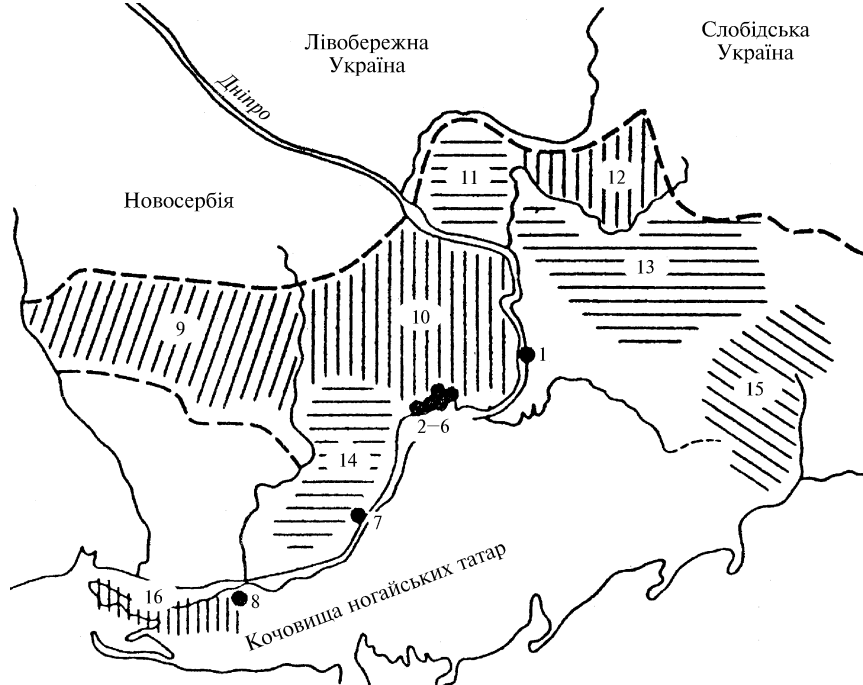 Лівобережна
Україна
Слобідська
Україна
Дніпро
Новосербія
11
12
13
9
10
1
15
2–6
14
7
16
8
Кочовища ногайських татар